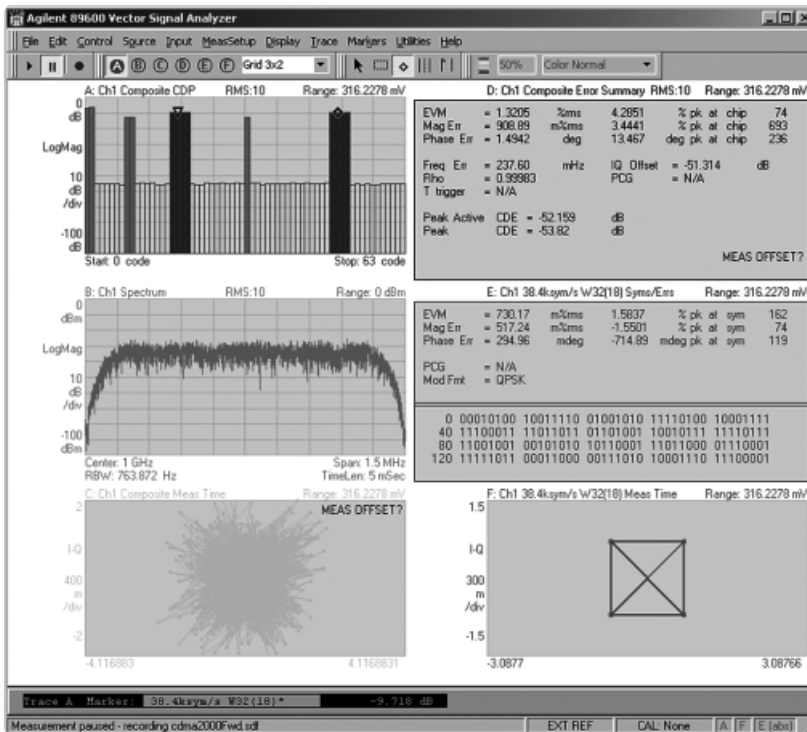 Agilent 89600 Vector Signal Analyzer
File Edit Control Source Input MeasSetup Display Trace Markers Utilities Help
A B C D E F Grid 3x2 50% Color Normal
A: Ch1 Composite CDP RMS:10 Range: 316.2278 mV
0
dB
LogMag
10
dB
/div
-100
dB
Start: 0 code Stop: 63 code
D: Ch1 Composite Error Summary RMS:10 Range: 316.2278 mV
EVM = 1.3205 %rms 4.2851 % pk at chip 74
Mag Err = 908.89 m%rms 3.4441 % pk at chip 693
Phase Err = 1.4942 deg 13.467 deg pk at chip 236
Freq Err = 237.60 mHz IQ Offset = -51.314 dB
Rho = 0.99983 PCG = N/A
T trigger = N/A
Peak Active CDE = -52.159 dB
Peak CDE = -53.82 dB
MEAS OFFSET?
B: Ch1 Spectrum RMS:10 Range: 0 dBm
0
dBm
LogMag
10
dB
/div
-100
dBm
Center: 1 GHz Span: 1.5 MHz
RBW: 763.872 Hz TimeLen: 5 mSec
E: Ch1 38.4ksym/s W32(18) Syms/Errs Range: 316.2278 mV
EVM = 730.17 m%rms 1.5837 % pk at sym 162
Mag Err = 517.24 m%rms -1.5501 % pk at sym 74
Phase Err = 294.96 mdeg -714.89 mdeg pk at sym 119
PCG = N/A
Mod Fmt = QPSK
0 00010100 10011110 01001010 11110100 10001111
40 11100011 11011011 01101001 10010111 11110111
80 11001001 00101010 10110001 11011000 01110001
120 11111011 00011000 00111010 10001110 11100001
C: Ch1 Composite Meas Time Range: 316.2278 mV
2
MEAS OFFSET?
I-Q
400
m
/div
-2
-4.116883 4.1168831
F: Ch1 38.4ksym/s W32(18) Meas Time Range: 316.2278 mV
1.5
I-Q
300
m
/div
-1.5
-3.0877 3.08766
Trace A Marker: 38.4ksym/s W32(18)* -9.718 dB
Measurement paused - recording cdma2000Fwd.sdf EXT REF CAL: None A F E [abs]